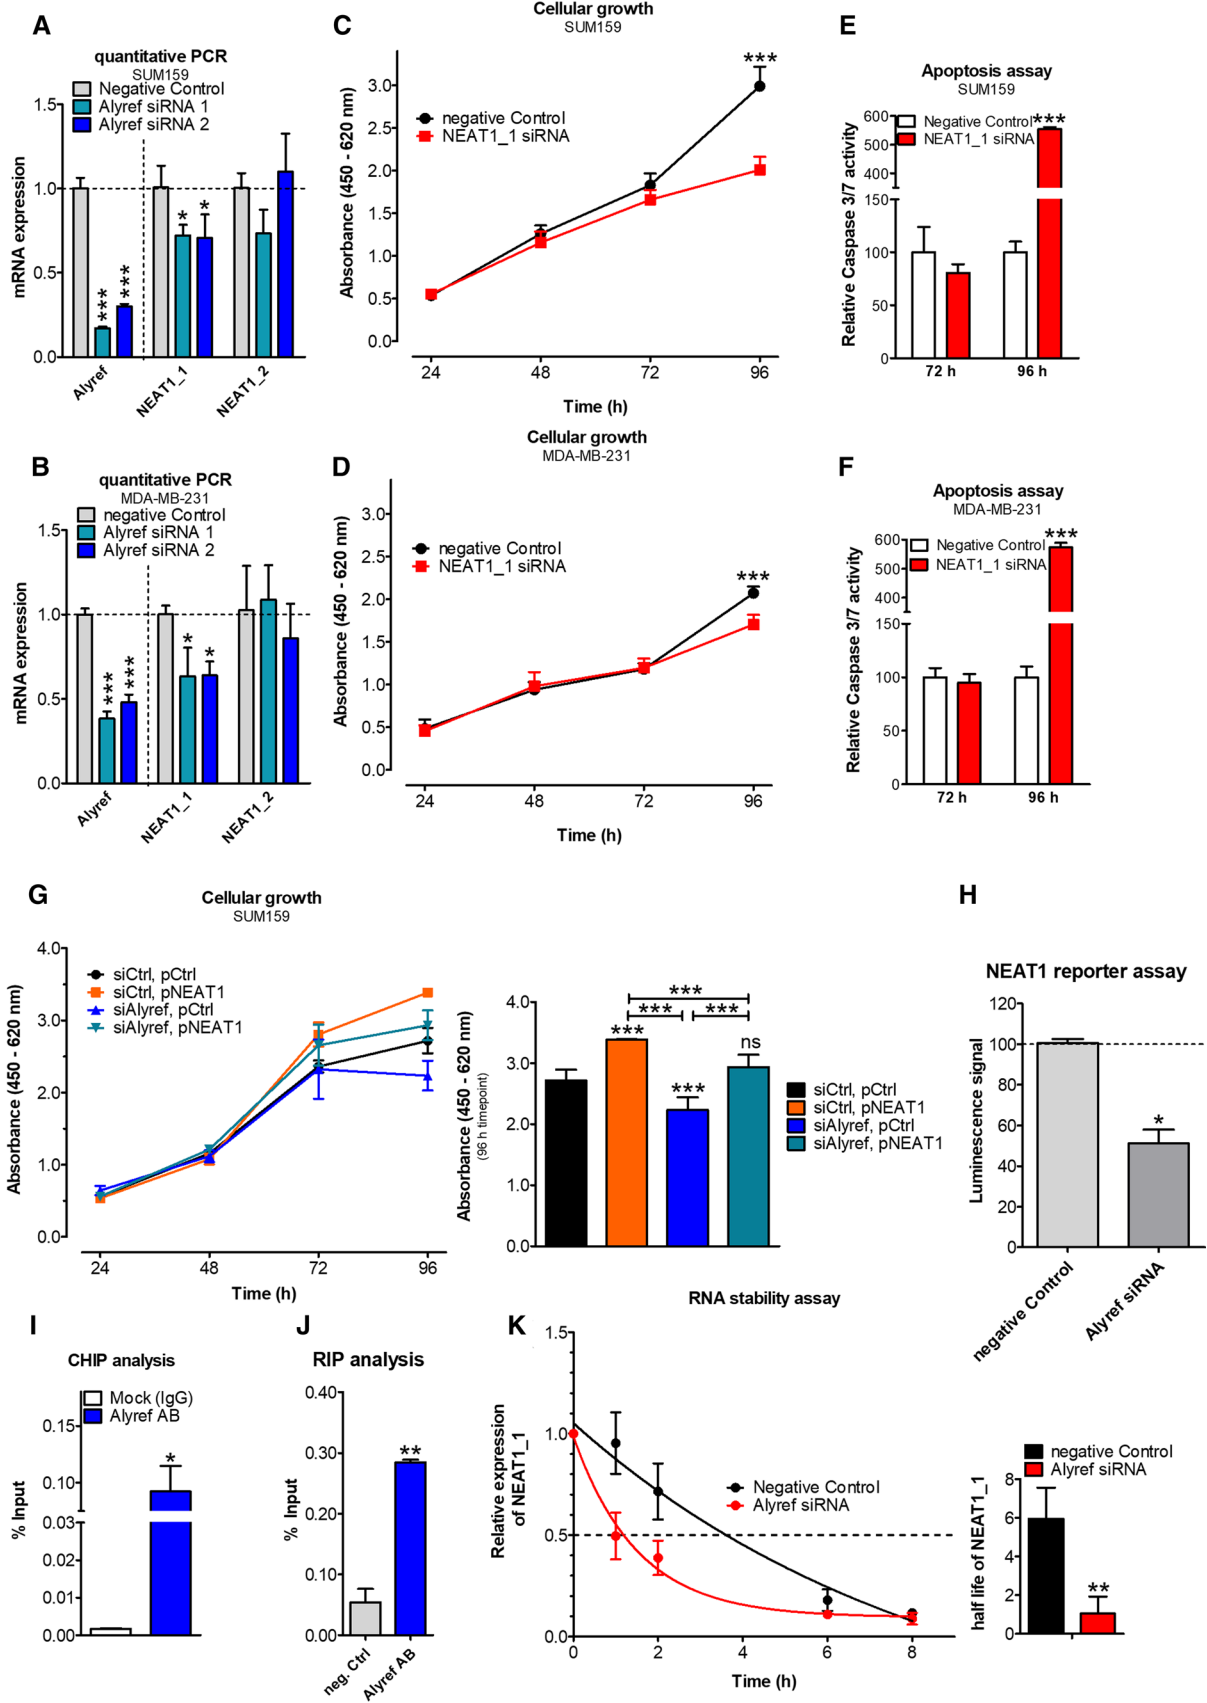 A
quantitative PCR
SUM159
Negative Control
Alyref siRNA 1
Alyref siRNA 2
mRNA expression
1.5
1.0
0.5
0.0
***
***
*
*
Alyref
NEAT1_1
NEAT1_2
C
Cellular growth
SUM159
negative Control
NEAT1_1 siRNA
Absorbance (450 - 620 nm)
3.0
2.5
2.0
1.5
1.0
0.5
0.0
***
24
48
72
96
Time (h)
E
Apoptosis assay
SUM159
Negative Control
NEAT1_1 siRNA
***
Relative Caspase 3/7 activity
600
500
400
150
100
50
0
72 h
96 h
B
quantitative PCR
MDA-MB-231
negative Control
Alyref siRNA 1
Alyref siRNA 2
mRNA expression
1.5
1.0
0.5
0.0
***
***
*
*
Alyref
NEAT1_1
NEAT1_2
D
Cellular growth
MDA-MB-231
negative Control
NEAT1_1 siRNA
Absorbance (450 - 620 nm)
3.0
2.5
2.0
1.5
1.0
0.5
0.0
***
24
48
72
96
Time (h)
F
Apoptosis assay
MDA-MB-231
Negative Control
NEAT1_1 siRNA
***
Relative Caspase 3/7 activity
600
500
400
150
100
50
0
72 h
96 h
G
Cellular growth
SUM159
siCtrl, pCtrl
siCtrl, pNEAT1
siAlyref, pCtrl
siAlyref, pNEAT1
Absorbance (450 - 620 nm)
4.0
3.0
2.0
1.0
0.0
24
48
72
96
Time (h)
Absorbance (450 - 620 nm)
(96 h timepoint)
4.0
3.0
2.0
1.0
0.0
***
***
***
***
***
ns
siCtrl, pCtrl
siCtrl, pNEAT1
siAlyref, pCtrl
siAlyref, pNEAT1
H
NEAT1 reporter assay
Luminescence signal
120
100
80
60
40
20
0
*
negative Control
Alyref siRNA
I
CHIP analysis
Mock (IgG)
Alyref AB
% Input
0.15
0.10
0.03
0.02
0.01
0.00
*
J
RIP analysis
% Input
0.40
0.30
0.20
0.10
0.00
**
neg. Ctrl
Alyref AB
K
RNA stability assay
Relative expression
of NEAT1_1
1.5
1.0
0.5
0.0
Negative Control
Alyref siRNA
0
2
4
6
8
Time (h)
negative Control
Alyref siRNA
half life of NEAT1_1
8
6
4
2
0
**